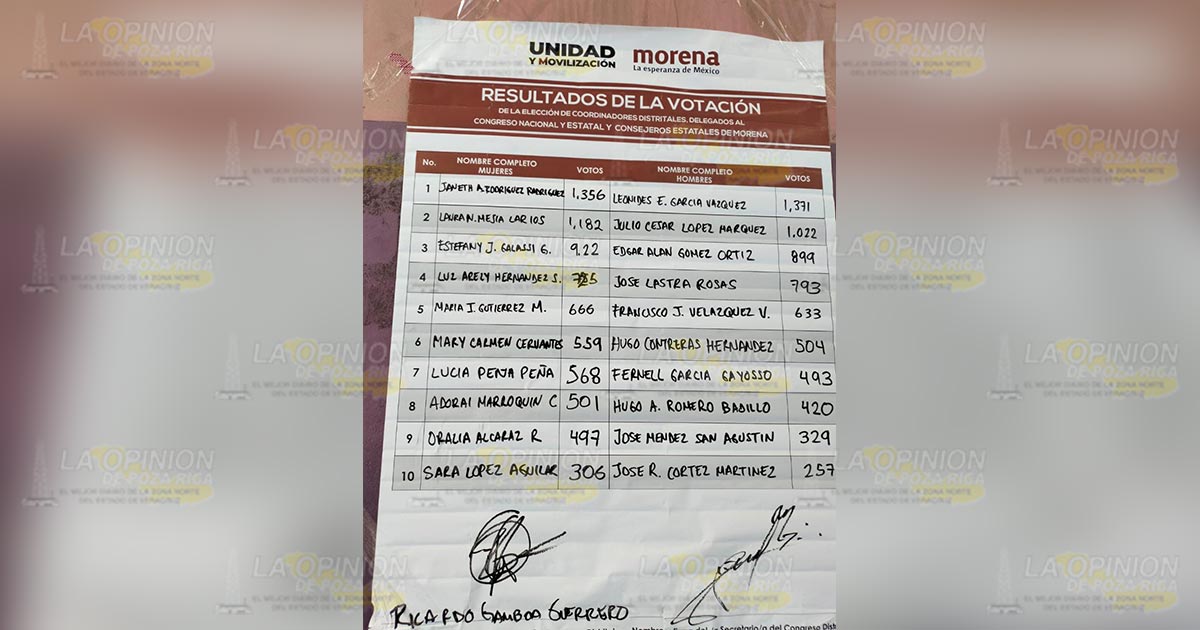 UNIDAD
Y MOVILIZACIÓN
morena
La esperanza de México
RESULTADOS DE LA VOTACIÓN
DE LA ELECCIÓN DE COORDINADORES DISTRITALES, DELEGADOS AL
CONGRESO NACIONAL Y ESTATAL Y CONSEJEROS ESTATALES DE MORENA
No. NOMBRE COMPLETO MUJERES VOTOS NOMBRE COMPLETO HOMBRES VOTOS
1 JANETH A. RODRIGUEZ RODRIGUEZ 1,356 LEONIDES E. GARCIA VAZQUEZ 1,371
2 LAURA N. MESIA LARIOS 1,182 JULIO CESAR LOPEZ MARQUEZ 1,022
3 ESTEFANY J. GALASSI G. 922 EDGAR ALAN GOMEZ ORTIZ 899
4 LUZ ARELY HERNANDEZ S. JOSE LASTRA ROSAS 793
5 MARIA I. GUTIERREZ M. 666 FRANCISCO J. VELAZQUEZ V. 633
6 MARY CARMEN CERVANTES 559 HUGO CONTRERAS HERNANDEZ 504
7 LUCIA PEÑA 568 FERNELL GARCIA GAYOSSO 493
8 ADORAI MARROQUIN C 501 HUGO A. ROMERO BADILLO 420
9 ORALIA ALCARAZ R 497 JOSE MENDEZ SAN AGUSTIN 329
10 SARA LOPEZ AGUILAR 306 JOSE R. CORTEZ MARTINEZ 257
RICARDO GAMBOA GUERRERO
Secretario/a del Congreso Dist
LA OPINION
DE POZA RICA
EL MEJOR DIARIO DE LA ZONA NORTE
DEL ESTADO DE VERACRUZ